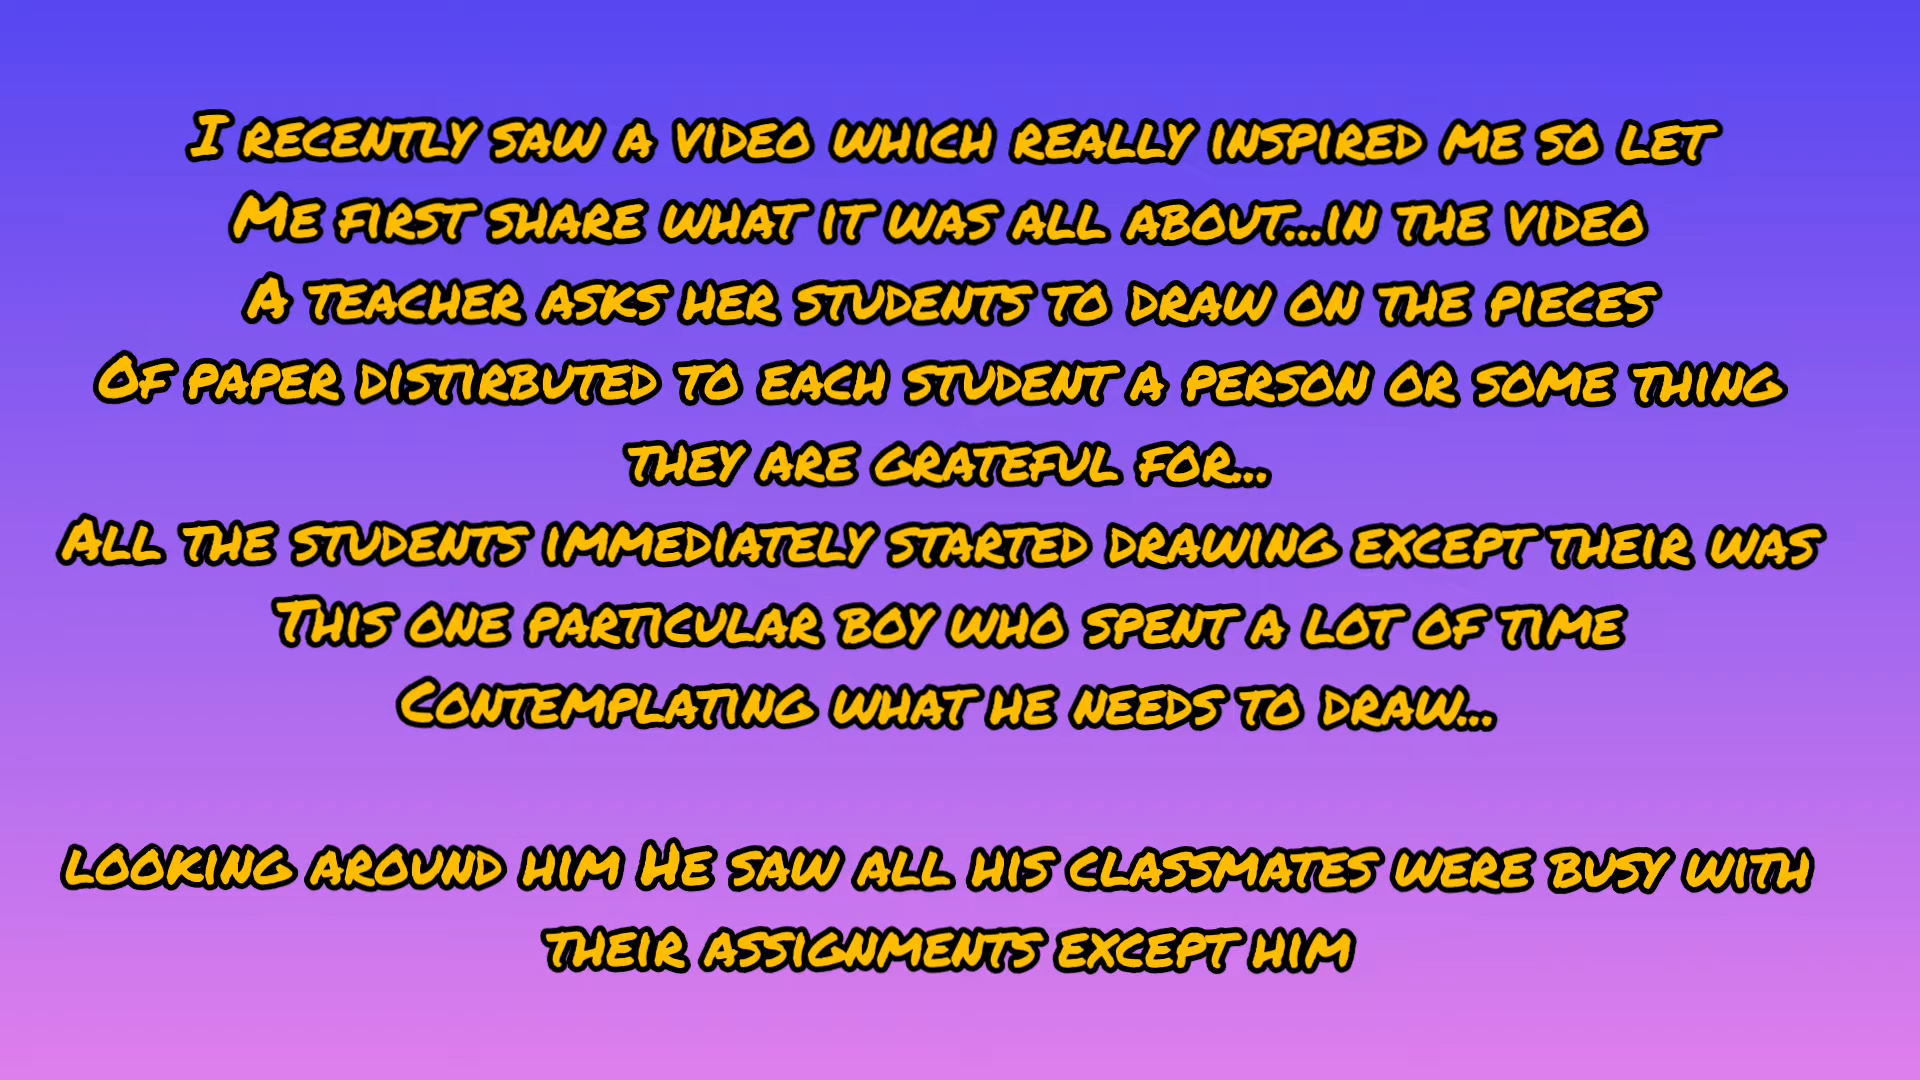 I recently saw a video which really inspired me so let
Me first share what it was all about...in the video
A teacher asks her students to draw on the pieces
Of paper distirbuted to each student a person or some thing
they are grateful for...
All the students immediately started drawing except their was
This one particular boy who spent a lot of time
Contemplating what he needs to draw...
looking around him He saw all his classmates were busy with
their assignments except him